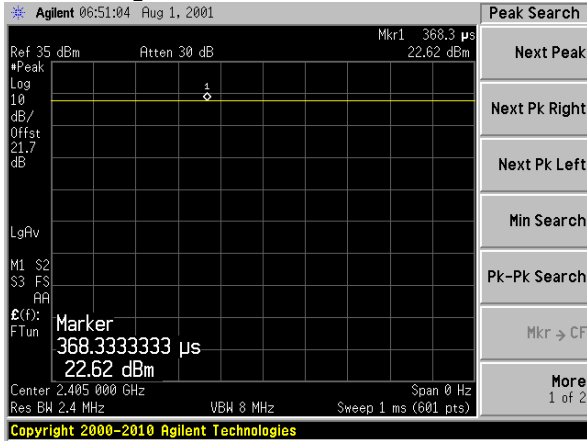 Agilent 06:51:04 Aug 1, 2001
Peak Search
Mkr1 368.3 µs
Ref 35 dBm Atten 30 dB 22.62 dBm
#Peak
Log
10
dB/
Offst
21.7
dB
1
LgAv
M1 S2
S3 FS
AA
£(f):
FTun
Marker
368.3333333 µs
22.62 dBm
Center 2.405 000 GHz Span 0 Hz
Res BW 2.4 MHz VBW 8 MHz Sweep 1 ms (601 pts)
Copyright 2000-2010 Agilent Technologies
Next Peak
Next Pk Right
Next Pk Left
Min Search
Pk-Pk Search
Mkr → CF
More
1 of 2